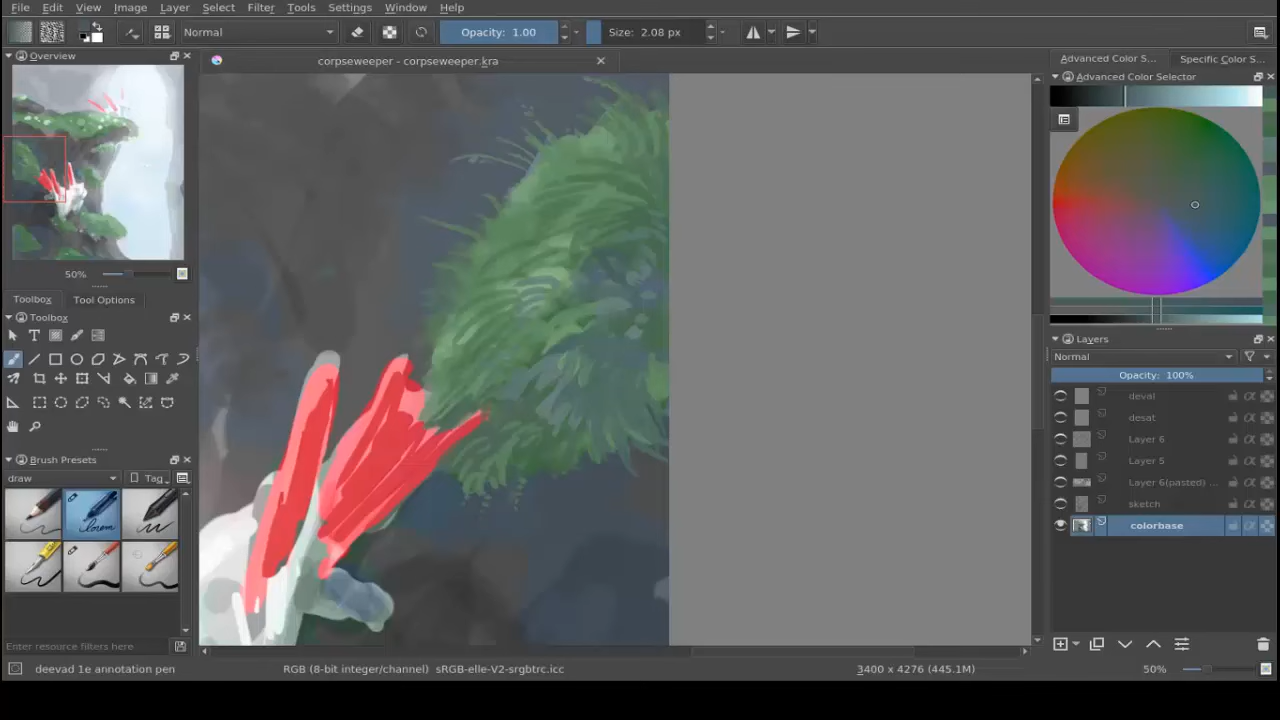 File Edit View Image Layer Select Filter Tools Settings Window Help
Normal Opacity: 1.00 Size: 2.08 px
Overview
corpseweeper - corpseweeper.kra
Advanced Color S... Specific Color S...
Advanced Color Selector
50%
Toolbox Tool Options
Toolbox
Layers
Normal
Opacity: 100%
deval
desat
Layer 6
Layer 5
Layer 6(pasted) ...
sketch
colorbase
Brush Presets
draw Tag
Enter resource filters here
deevad 1e annotation pen RGB (8-bit integer/channel) sRGB-elle-V2-srgbtrc.icc 3400 x 4276 (445.1M) 50%